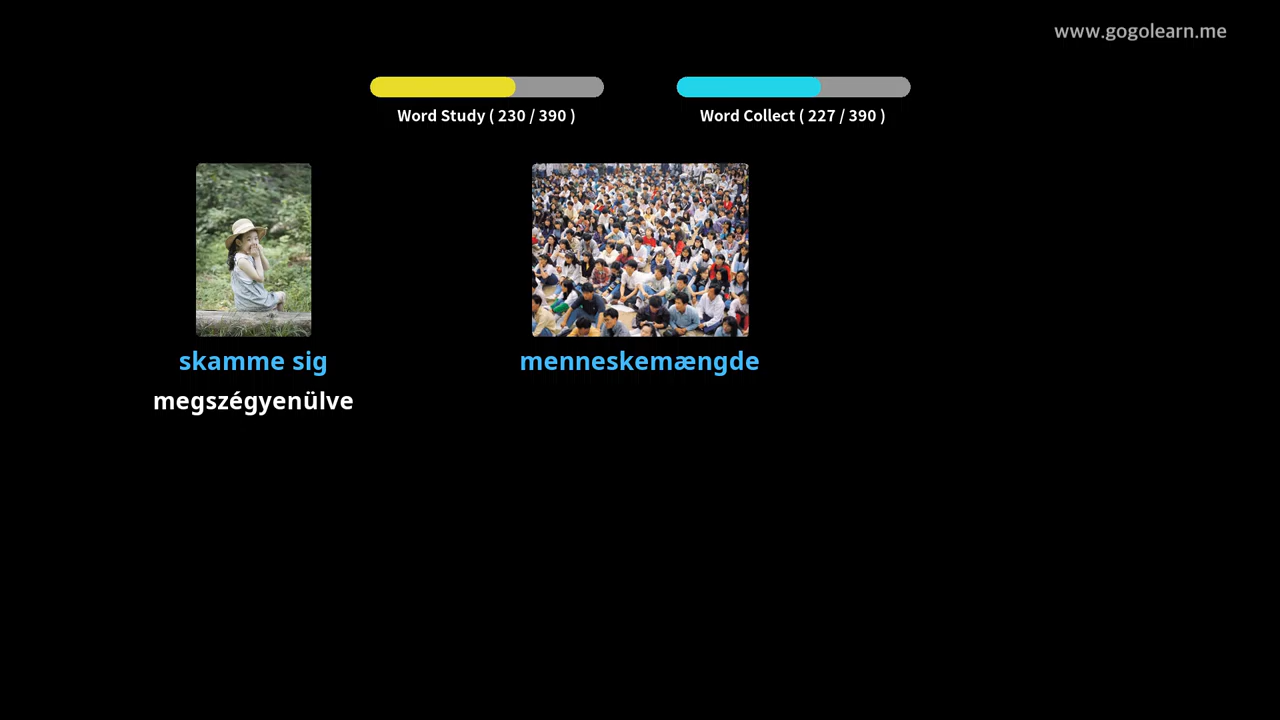 www.gogolearn.me
Word Study ( 230 / 390 )
Word Collect ( 227 / 390 )
skamme sig
menneskemængde
megszégyenülve